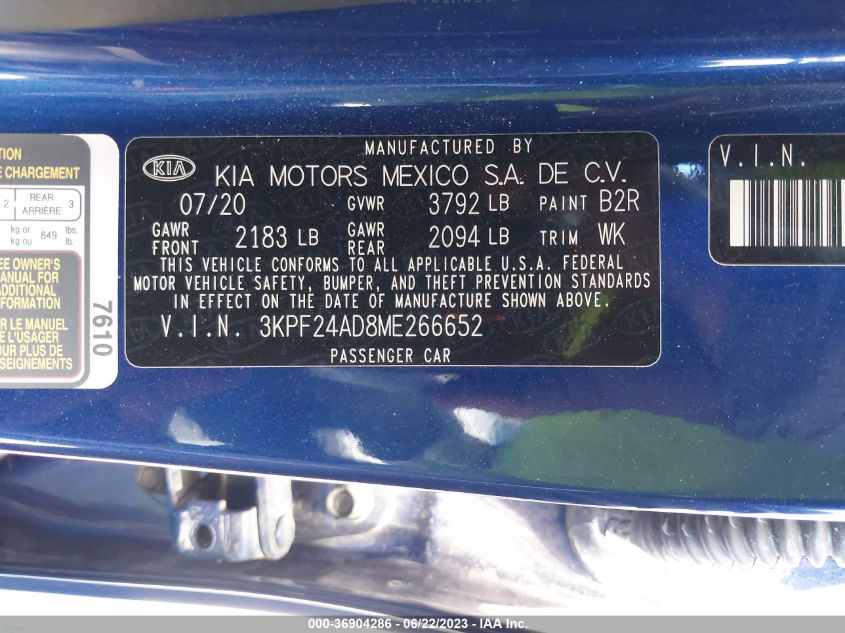 TION
E CHARGEMENT
2 REAR ARRIÈRE 3
kg or kg ou 849 lbs. lb.
EE OWNER'S
MANUAL FOR
ADDITIONAL
NFORMATION
R LE MANUEL
E L'USAGER
OUR PLUS DE
SEIGNEMENTS
7610
MANUFACTURED BY
KIA KIA MOTORS MEXICO S.A. DE C.V.
07/20 GVWR 3792 LB PAINT B2R
GAWR FRONT 2183 LB GAWR REAR 2094 LB TRIM WK
THIS VEHICLE CONFORMS TO ALL APPLICABLE U.S.A. FEDERAL
MOTOR VEHICLE SAFETY, BUMPER, AND THEFT PREVENTION STANDARDS
IN EFFECT ON THE DATE OF MANUFACTURE SHOWN ABOVE.
V.I.N. 3KPF24AD8ME266652
PASSENGER CAR
V.I.N.
000-36904286 - 06/22/2023 - IAA Inc.